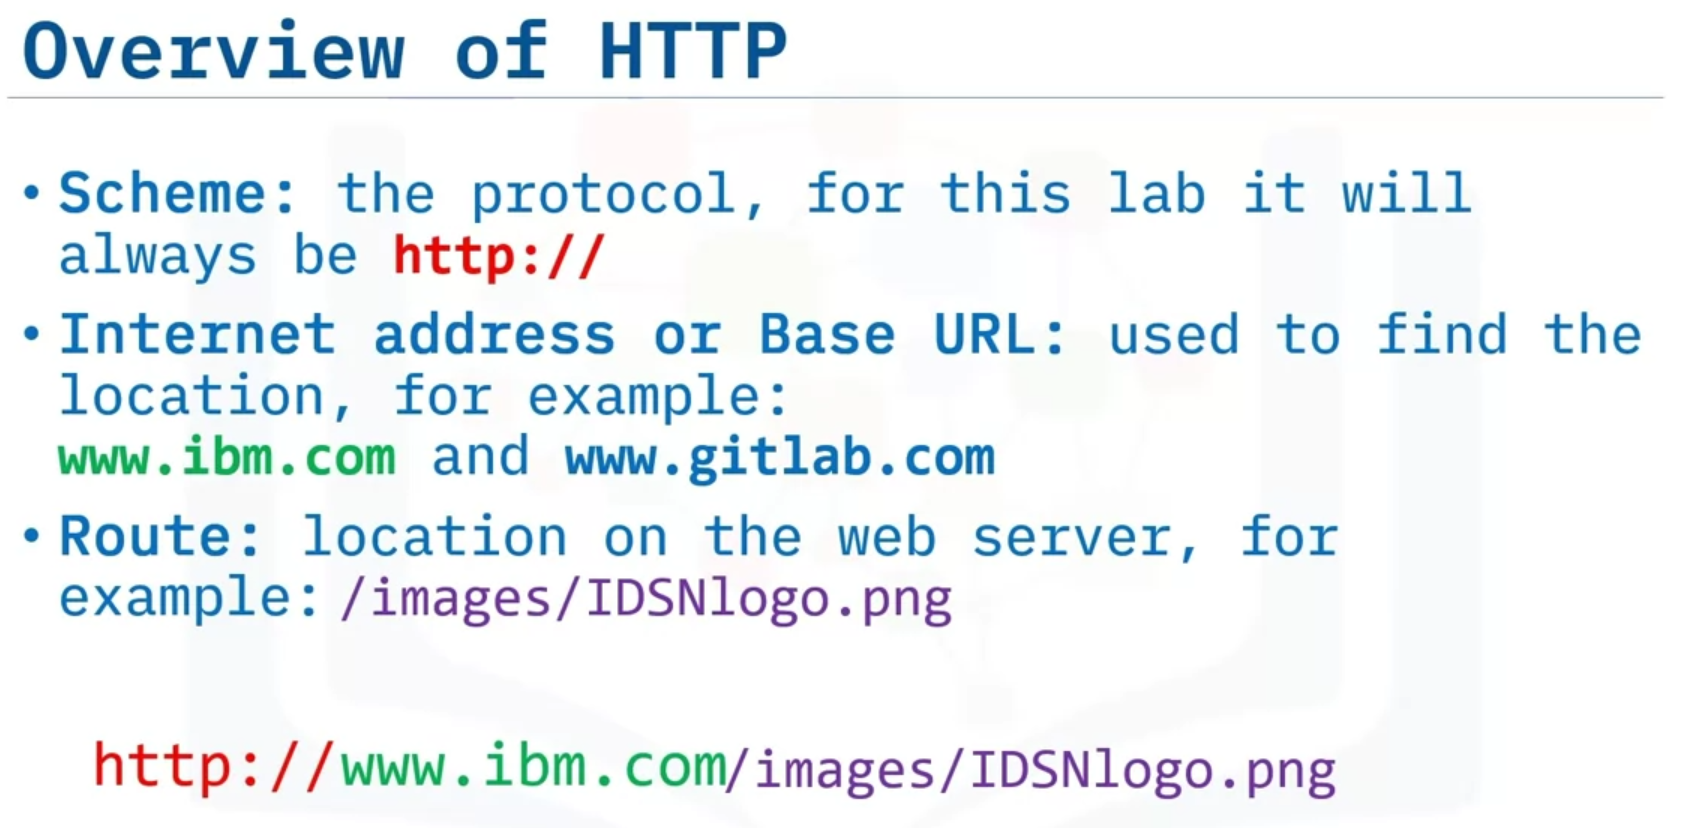 Overview of HTTP
• Scheme: the protocol, for this lab it will
always be http://
• Internet address or Base URL: used to find the
location, for example:
www.ibm.com and www.gitlab.com
• Route: location on the web server, for
example: /images/IDSNlogo.png
http://www.ibm.com/images/IDSNlogo.png